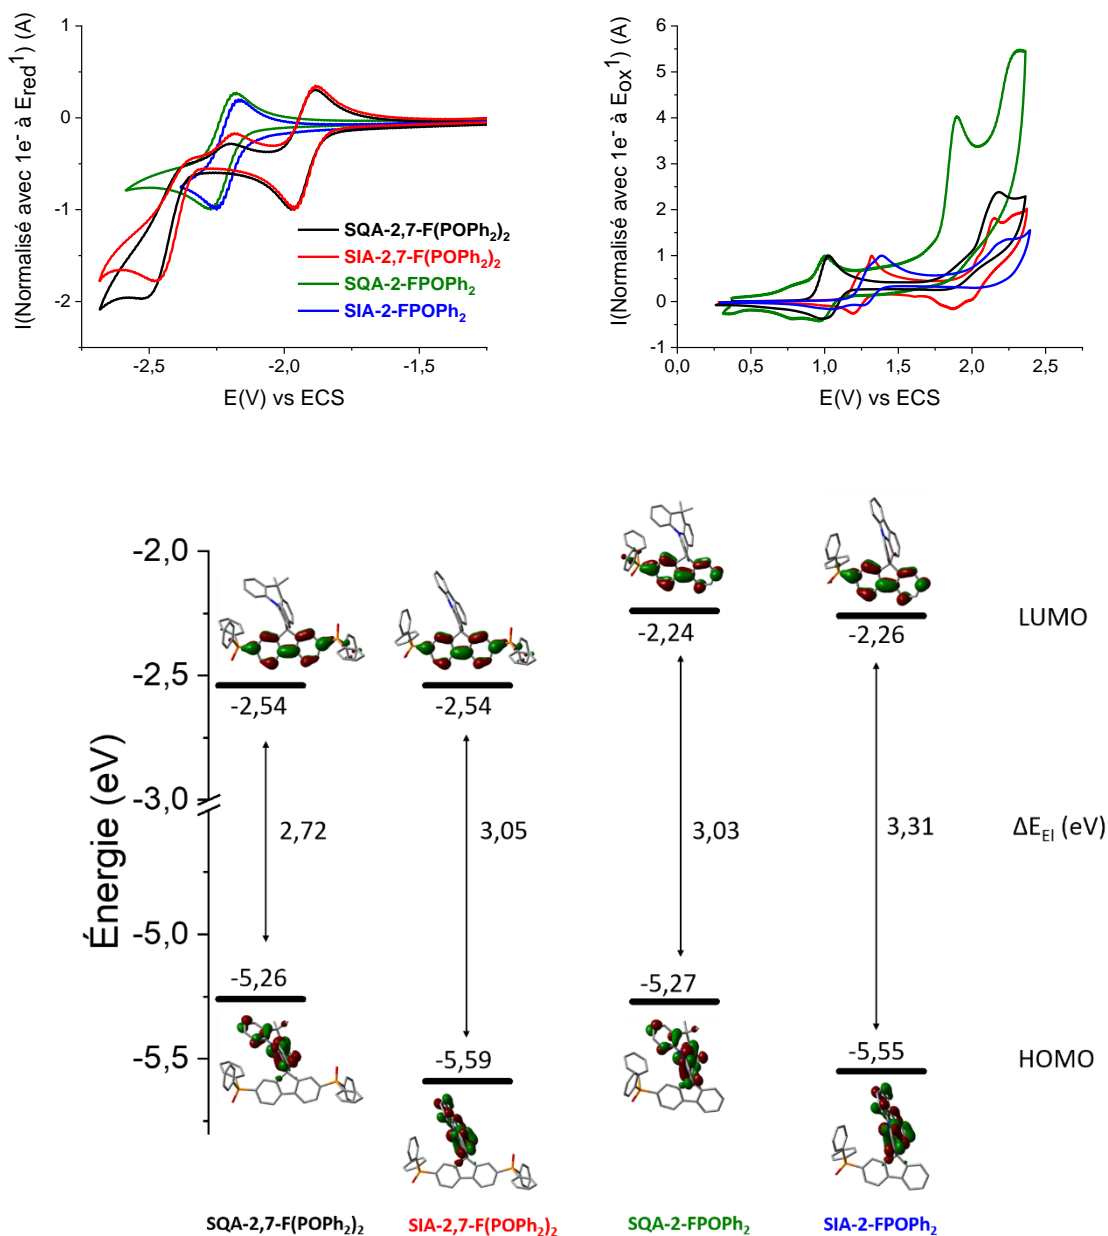 I(Normalisé avec 1e⁻ à E_red¹) (A)
1
0
-1
-2
-2,5
-2,0
-1,5
E(V) vs ECS
SQA-2,7-F(POPh₂)₂
SIA-2,7-F(POPh₂)₂
SQA-2-FPOPh₂
SIA-2-FPOPh₂
I(Normalisé avec 1e⁻ à E_ox¹) (A)
6
5
4
3
2
1
0
-1
0,0
0,5
1,0
1,5
2,0
2,5
E(V) vs ECS
Énergie (eV)
-2,0
-2,5
-3,0
-5,0
-5,5
-2,54
-2,54
-2,24
-2,26
LUMO
2,72
3,05
3,03
3,31
ΔE_El (eV)
-5,26
-5,59
-5,27
-5,55
HOMO
SQA-2,7-F(POPh₂)₂
SIA-2,7-F(POPh₂)₂
SQA-2-FPOPh₂
SIA-2-FPOPh₂